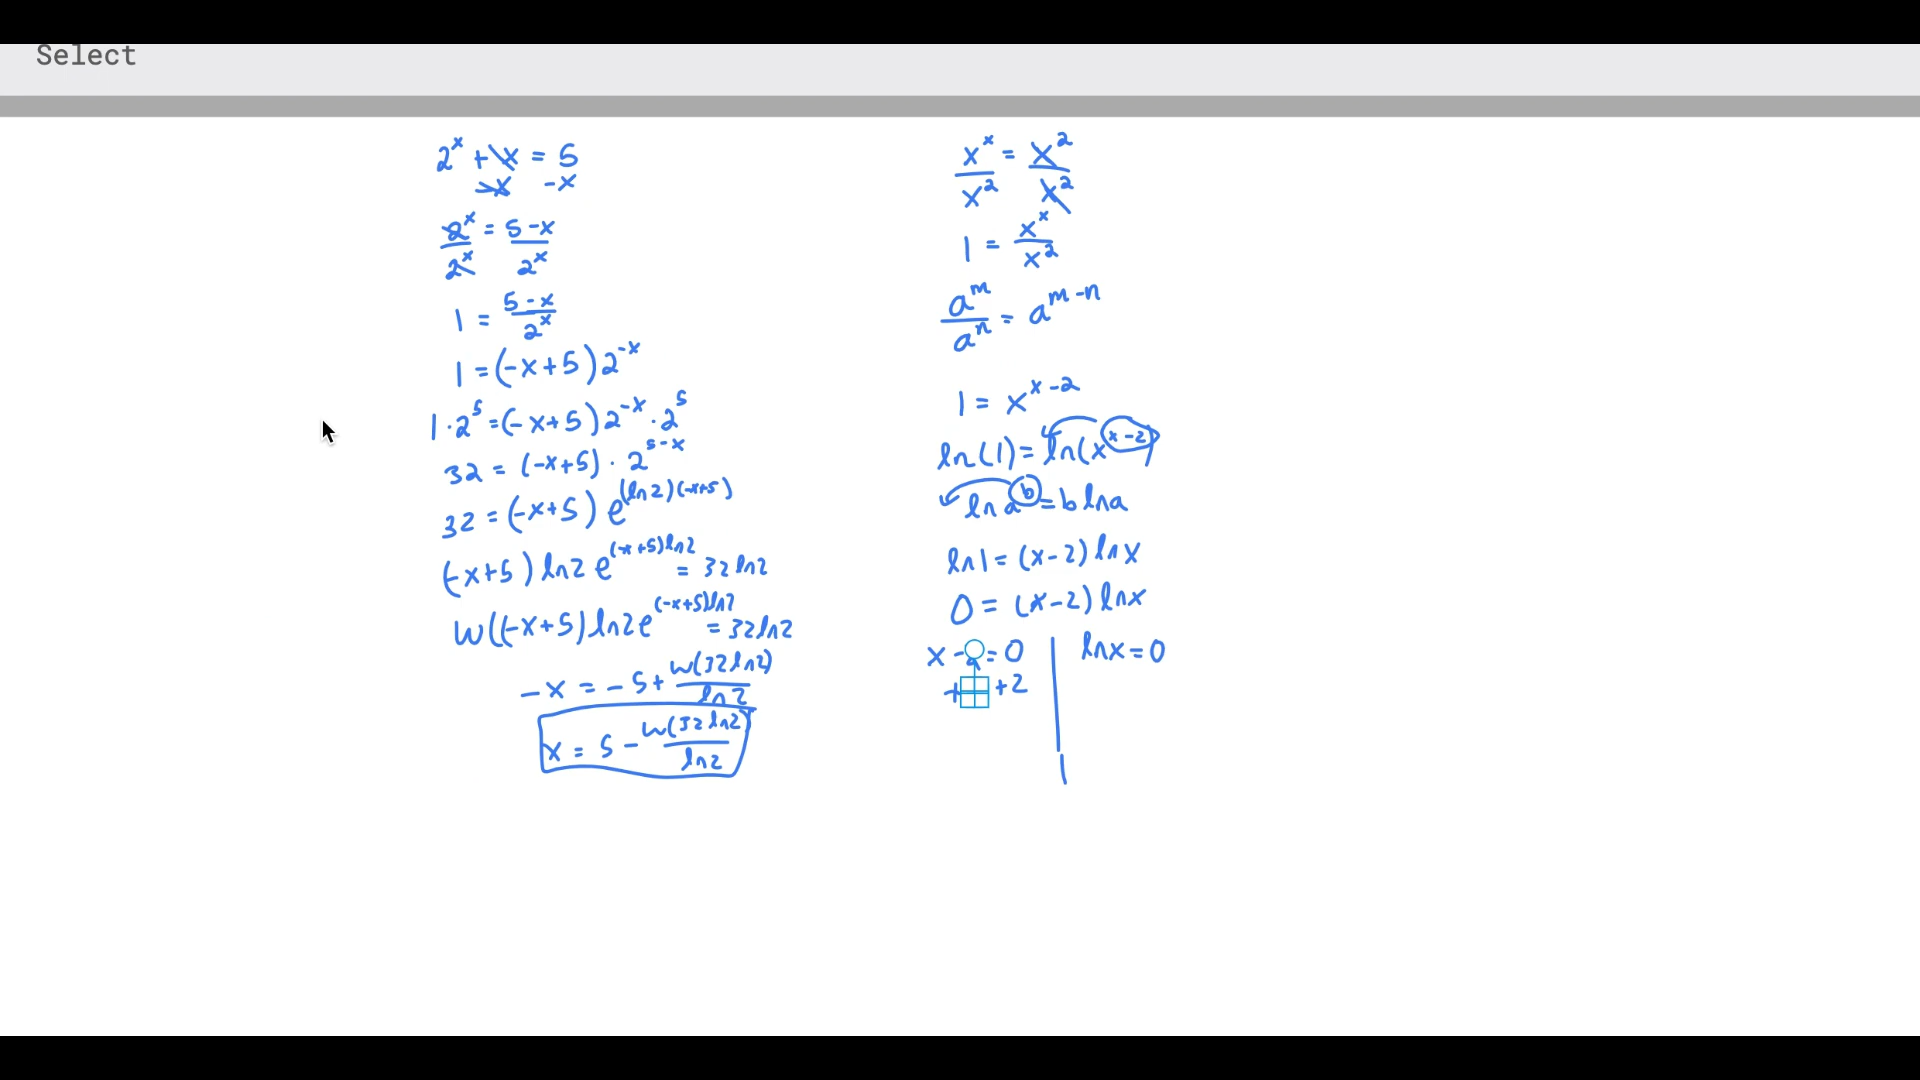 Select
2^x + x = 5
-x -x
2^x/2^x = (5-x)/2^x
1 = (5-x)/2^x
1 = (-x+5)2^-x
1·2^5 = (-x+5)2^-x · 2^5
32 = (-x+5) · 2^(5-x)
32 = (-x+5) e^(ln2)(-x+5)
(-x+5) ln2 e^(-x+5)ln2 = 32 ln2
W((-x+5) ln2 e^(-x+5)ln2 = 32 ln2
-x = -5 + W(32 ln2)/ln 2
x = 5 - W(32 ln2)/ln2
x^x/x^2 = x^2/x^2
1 = x^x/x^2
a^m/a^n = a^m-n
1 = x^x-2
ln(1) = ln(x^x-2)
ln a^b = b ln a
ln 1 = (x-2) ln x
0 = (x-2) ln x
x - 2 = 0
+ +2
ln x = 0